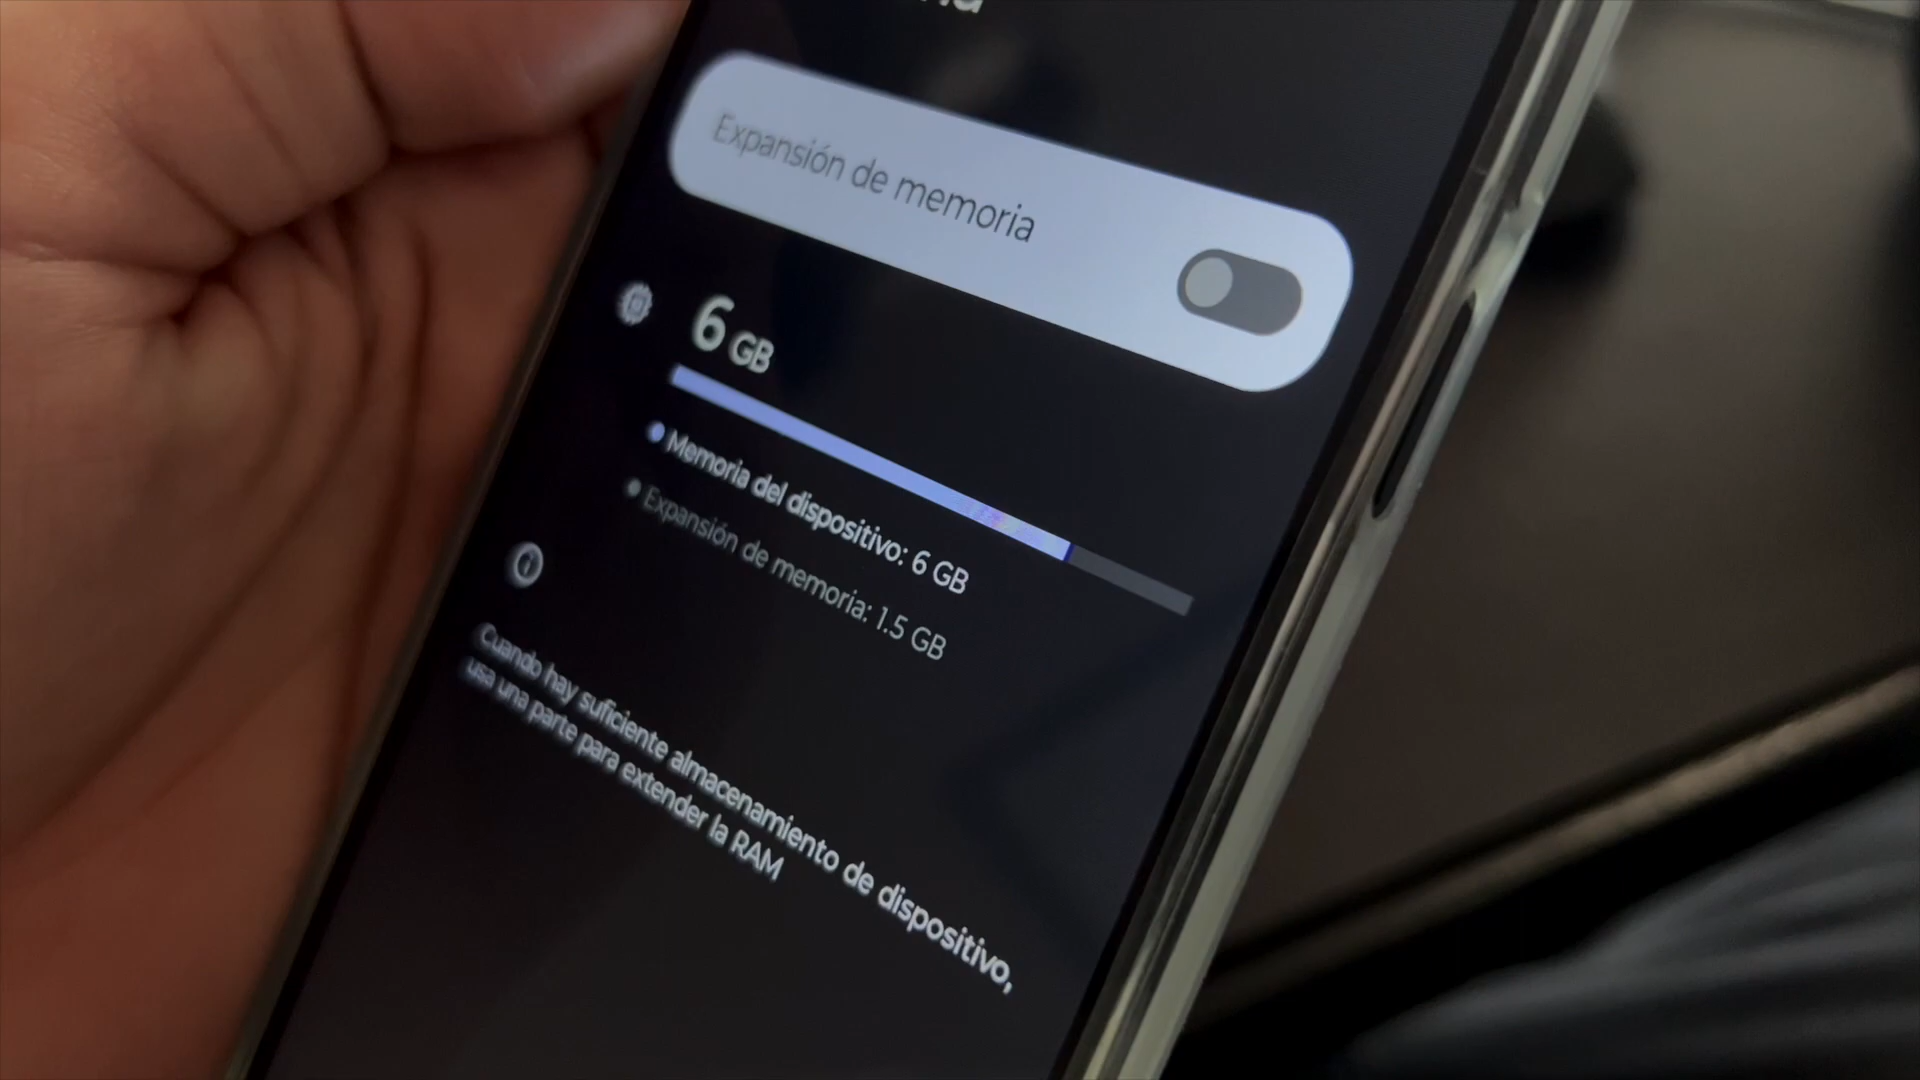 Expansión de memoria
6 GB
Memoria del dispositivo: 6 GB
Expansión de memoria: 1.5 GB
Cuando hay suficiente almacenamiento de dispositivo,
usa una parte para extender la RAM